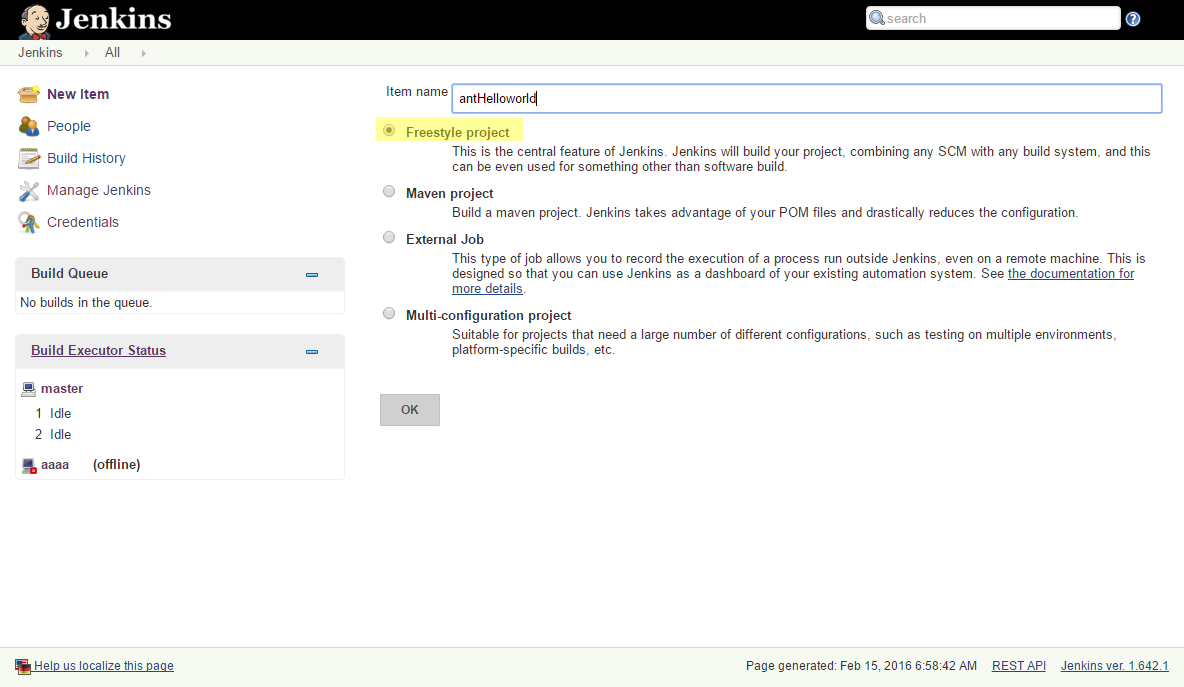 Jenkins
search
?
Jenkins
All
New Item
People
Build History
Manage Jenkins
Credentials
Build Queue
No builds in the queue.
Build Executor Status
master
1 Idle
2 Idle
aaaa (offline)
Item name antHelloworld
Freestyle project
This is the central feature of Jenkins. Jenkins will build your project, combining any SCM with any build system, and this
can be even used for something other than software build.
Maven project
Build a maven project. Jenkins takes advantage of your POM files and drastically reduces the configuration.
External Job
This type of job allows you to record the execution of a process run outside Jenkins, even on a remote machine. This is
designed so that you can use Jenkins as a dashboard of your existing automation system. See the documentation for
more details.
Multi-configuration project
Suitable for projects that need a large number of different configurations, such as testing on multiple environments,
platform-specific builds, etc.
OK
Help us localize this page
Page generated: Feb 15, 2016 6:58:42 AM REST API Jenkins ver. 1.642.1